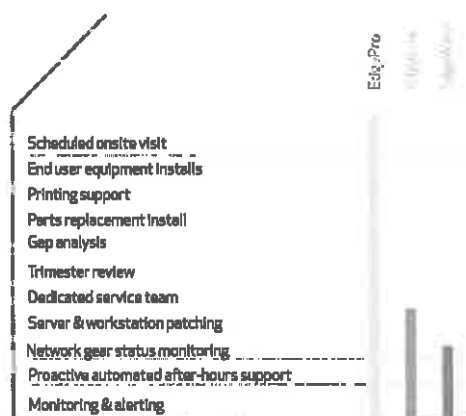 EdgePro
Scheduled onsite visit
End user equipment installs
Printing support
Parts replacement install
Gap analysis
Trimester review
Dedicated service team
Server & workstation patching
Network gear status monitoring
Proactive automated after-hours support
Monitoring & alerting